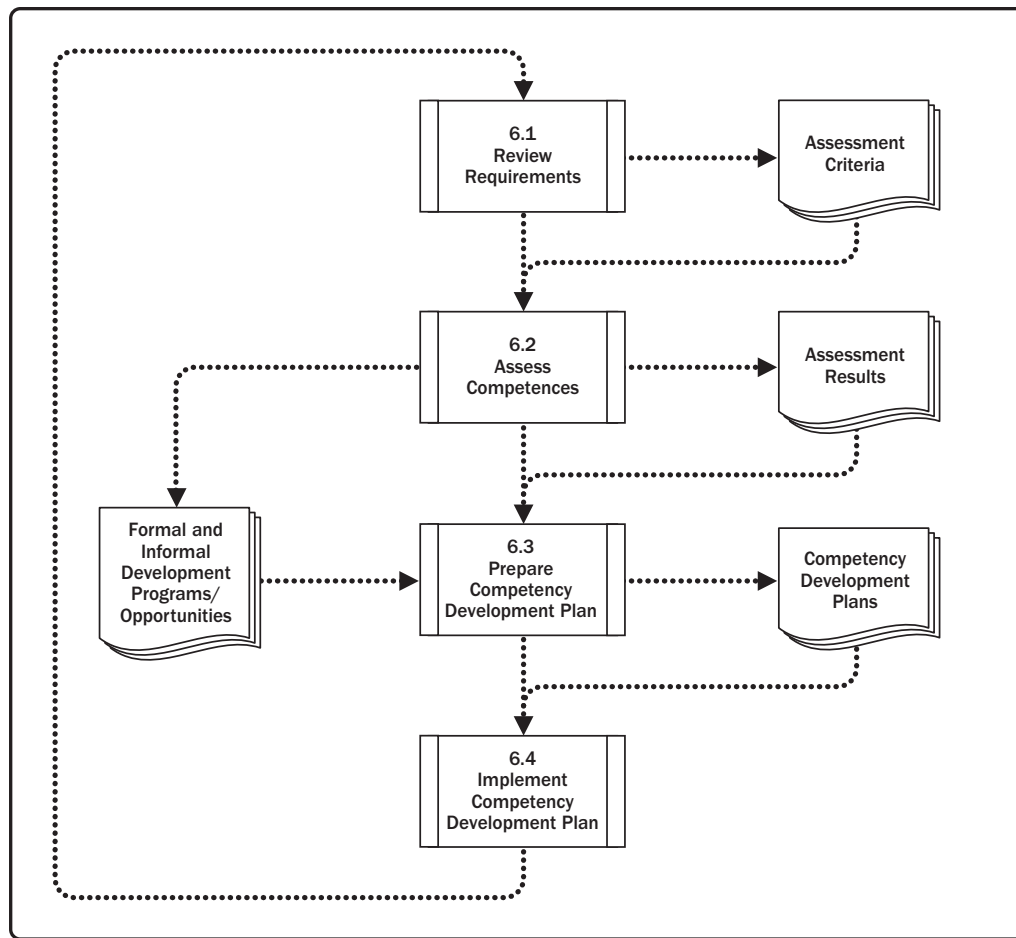 6.1
Review
Requirements
Assessment
Criteria
6.2
Assess
Competences
Assessment
Results
Formal and
Informal
Development
Programs/
Opportunities
6.3
Prepare
Competency
Development Plan
Competency
Development
Plans
6.4
Implement
Competency
Development Plan